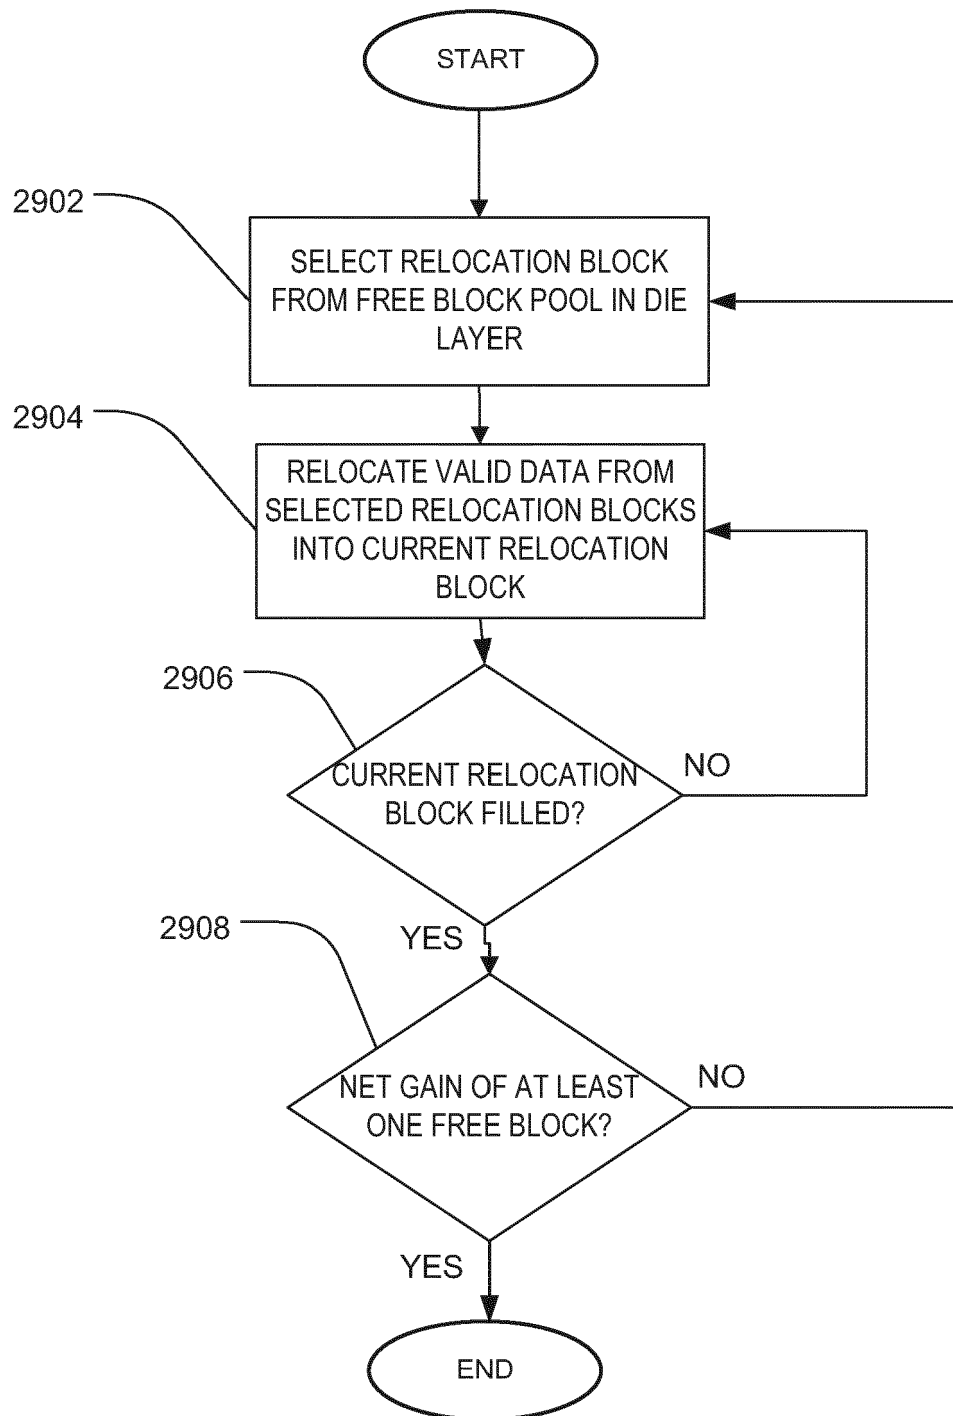 START
2902
SELECT RELOCATION BLOCK
FROM FREE BLOCK POOL IN DIE
LAYER
2904
RELOCATE VALID DATA FROM
SELECTED RELOCATION BLOCKS
INTO CURRENT RELOCATION
BLOCK
2906
CURRENT RELOCATION
BLOCK FILLED?
NO
YES
2908
NET GAIN OF AT LEAST
ONE FREE BLOCK?
NO
YES
END